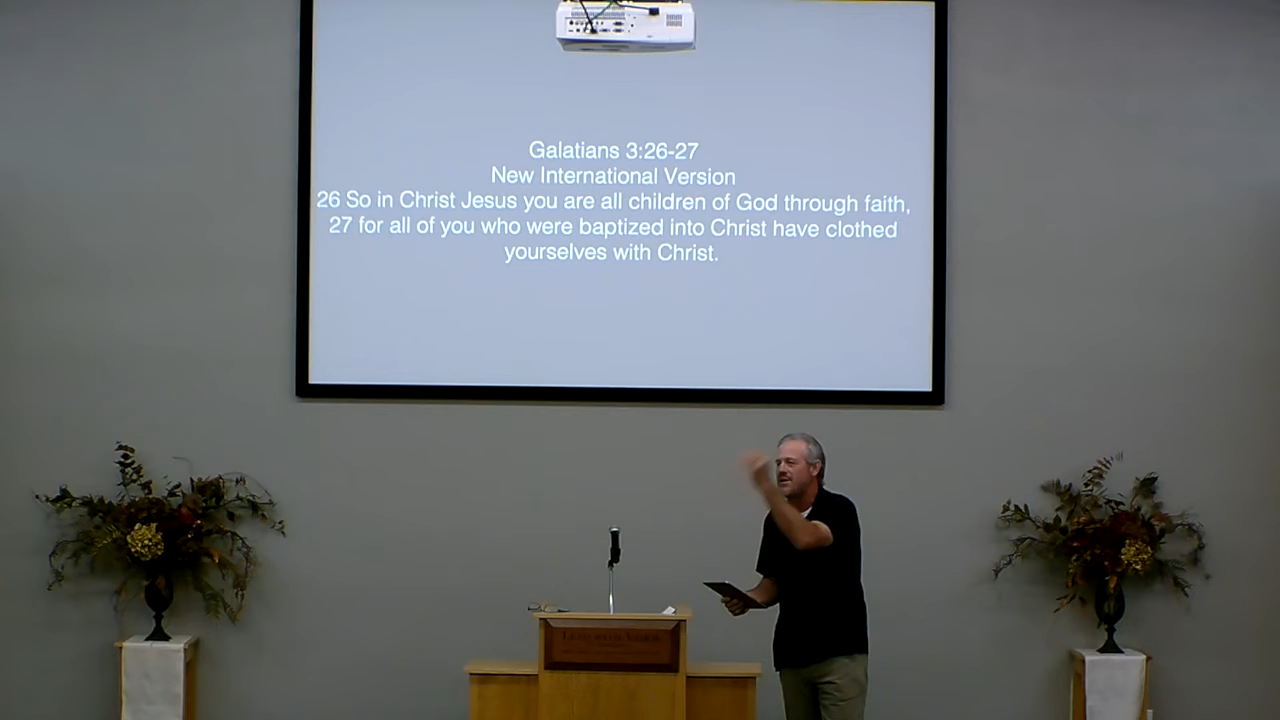 Galatians 3:26-27
New International Version
26 So in Christ Jesus you are all children of God through faith,
27 for all of you who were baptized into Christ have clothed
yourselves with Christ.